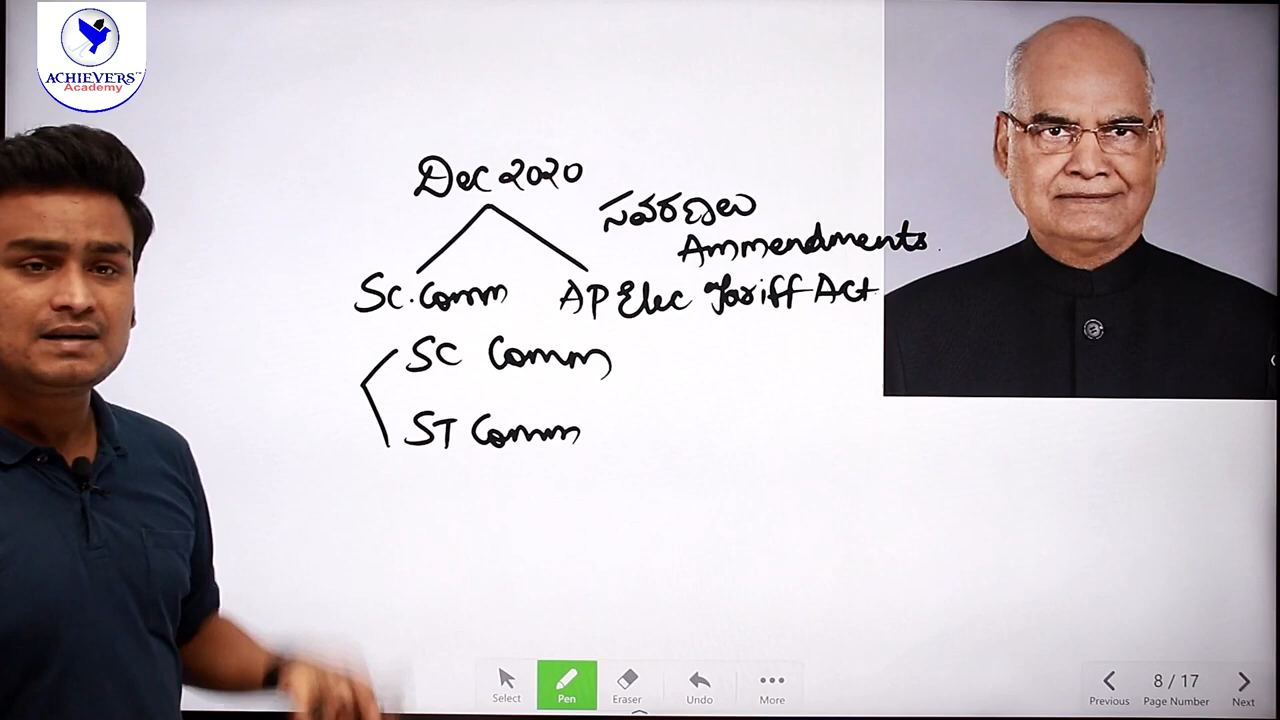 ACHIEVERS™
Academy
Dec 2020
సవరణలు
Ammendments.
SC.Comm AP Elec Tariff Act
SC Comm
ST Comm
Select Pen Eraser Undo More
8 / 17
Previous Page Number Next